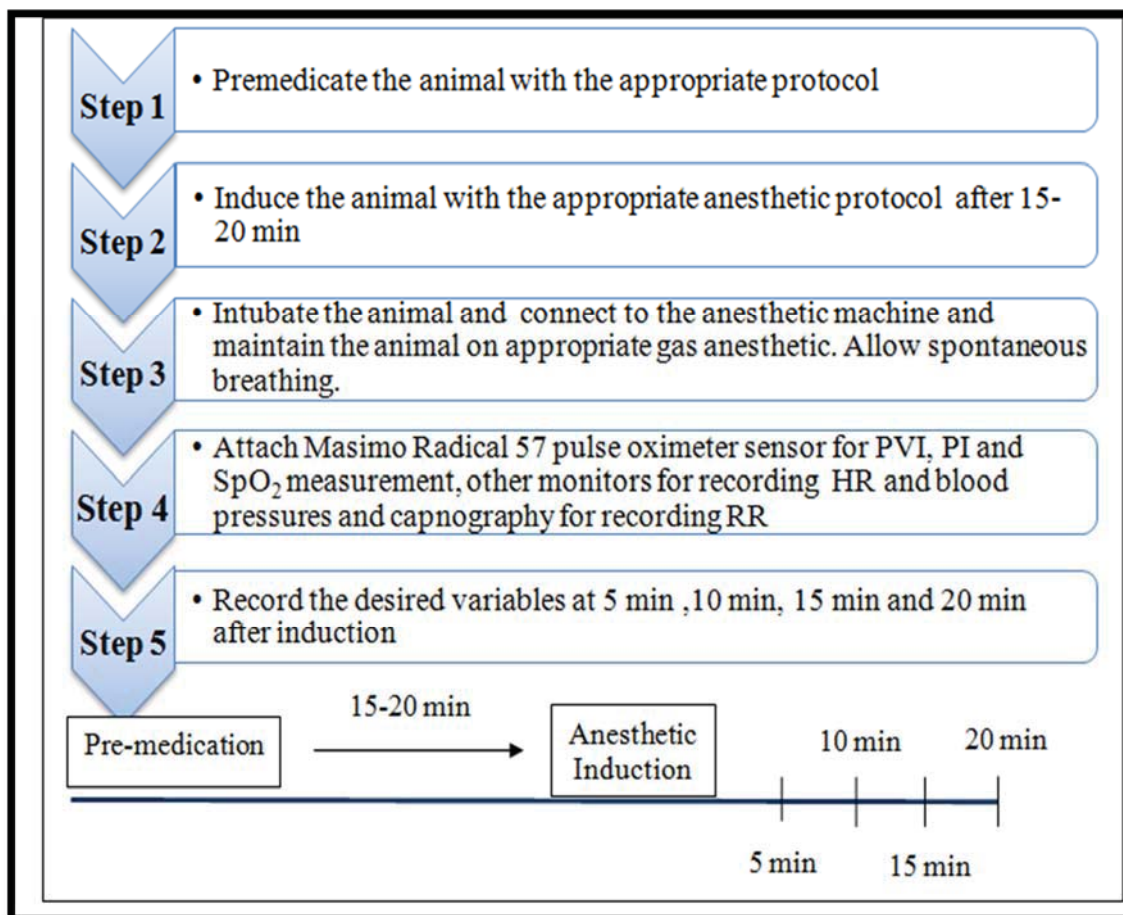 Step 1
• Premedicate the animal with the appropriate protocol
Step 2
• Induce the animal with the appropriate anesthetic protocol after 15-
20 min
Step 3
• Intubate the animal and connect to the anesthetic machine and
maintain the animal on appropriate gas anesthetic. Allow spontaneous
breathing.
Step 4
• Attach Masimo Radical 57 pulse oximeter sensor for PVI, PI and
SpO₂ measurement, other monitors for recording HR and blood
pressures and capnography for recording RR
Step 5
• Record the desired variables at 5 min ,10 min, 15 min and 20 min
after induction
Pre-medication
15-20 min
Anesthetic
Induction
10 min
20 min
5 min
15 min